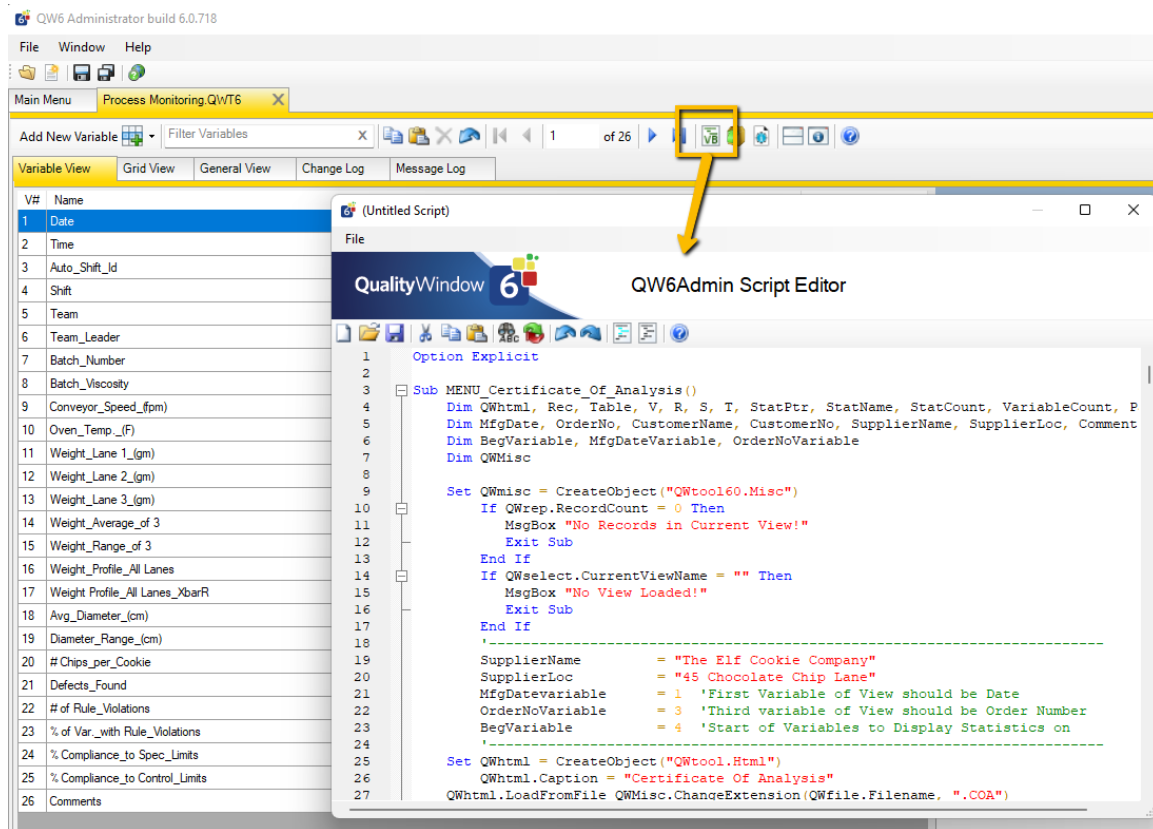 QW6 Administrator build 6.0.718
File Window Help
Main Menu Process Monitoring.QWT6 X
Add New Variable Filter Variables x 1 of 26 VB
Variable View Grid View General View Change Log Message Log
V# Name
1 Date
2 Time
3 Auto_Shift_Id
4 Shift
5 Team
6 Team_Leader
7 Batch_Number
8 Batch_Viscosity
9 Conveyor_Speed_(fpm)
10 Oven_Temp._(F)
11 Weight_Lane 1_(gm)
12 Weight_Lane 2_(gm)
13 Weight_Lane 3_(gm)
14 Weight_Average_of 3
15 Weight_Range_of 3
16 Weight_Profile_All Lanes
17 Weight Profile_All Lanes_XbarR
18 Avg_Diameter_(cm)
19 Diameter_Range_(cm)
20 # Chips_per_Cookie
21 Defects_Found
22 # of Rule_Violations
23 % of Var._with Rule_Violations
24 % Compliance_to Spec_Limits
25 % Compliance_to Control_Limits
26 Comments
(Untitled Script)
File
QualityWindow 6 QW6Admin Script Editor
1 Option Explicit
2
3 Sub MENU_Certificate_Of_Analysis()
4 Dim QWhtml, Rec, Table, V, R, S, T, StatPtr, StatName, StatCount, VariableCount, P
5 Dim MfgDate, OrderNo, CustomerName, CustomerNo, SupplierName, SupplierLoc, Comment
6 Dim BegVariable, MfgDateVariable, OrderNoVariable
7 Dim QWMisc
8
9 Set QWmisc = CreateObject("QWtool60.Misc")
10 If QWrep.RecordCount = 0 Then
11 MsgBox "No Records in Current View!"
12 Exit Sub
13 End If
14 If QWselect.CurrentViewName = "" Then
15 MsgBox "No View Loaded!"
16 Exit Sub
17 End If
18 '-------------------------------------------------------------------------
19 SupplierName = "The Elf Cookie Company"
20 SupplierLoc = "45 Chocolate Chip Lane"
21 MfgDatevariable = 1 'First Variable of View should be Date
22 OrderNoVariable = 3 'Third variable of View should be Order Number
23 BegVariable = 4 'Start of Variables to Display Statistics on
24 '-------------------------------------------------------------------------
25 Set QWhtml = CreateObject("QWtool.Html")
26 QWhtml.Caption = "Certificate Of Analysis"
27 QWhtml.LoadFromFile QWMisc.ChangeExtension(QWfile.Filename, ".COA")